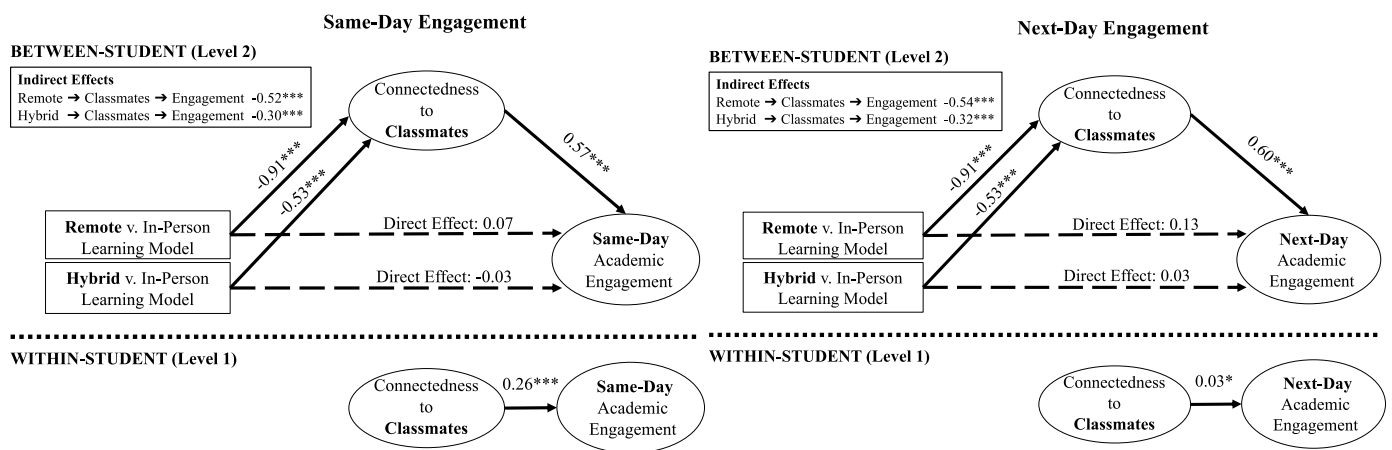 Same-Day Engagement
BETWEEN-STUDENT (Level 2)
Indirect Effects
Remote ➔ Classmates ➔ Engagement -0.52***
Hybrid ➔ Classmates ➔ Engagement -0.30***
Connectedness
to
Classmates
-0.91***
-0.53***
0.57***
Remote v. In-Person
Learning Model
Hybrid v. In-Person
Learning Model
Direct Effect: 0.07
Direct Effect: -0.03
Same-Day
Academic
Engagement
WITHIN-STUDENT (Level 1)
Connectedness
to
Classmates
0.26***
Same-Day
Academic
Engagement
Next-Day Engagement
BETWEEN-STUDENT (Level 2)
Indirect Effects
Remote ➔ Classmates ➔ Engagement -0.54***
Hybrid ➔ Classmates ➔ Engagement -0.32***
Connectedness
to
Classmates
-0.91***
-0.53***
0.60***
Remote v. In-Person
Learning Model
Hybrid v. In-Person
Learning Model
Direct Effect: 0.13
Direct Effect: 0.03
Next-Day
Academic
Engagement
WITHIN-STUDENT (Level 1)
Connectedness
to
Classmates
0.03*
Next-Day
Academic
Engagement